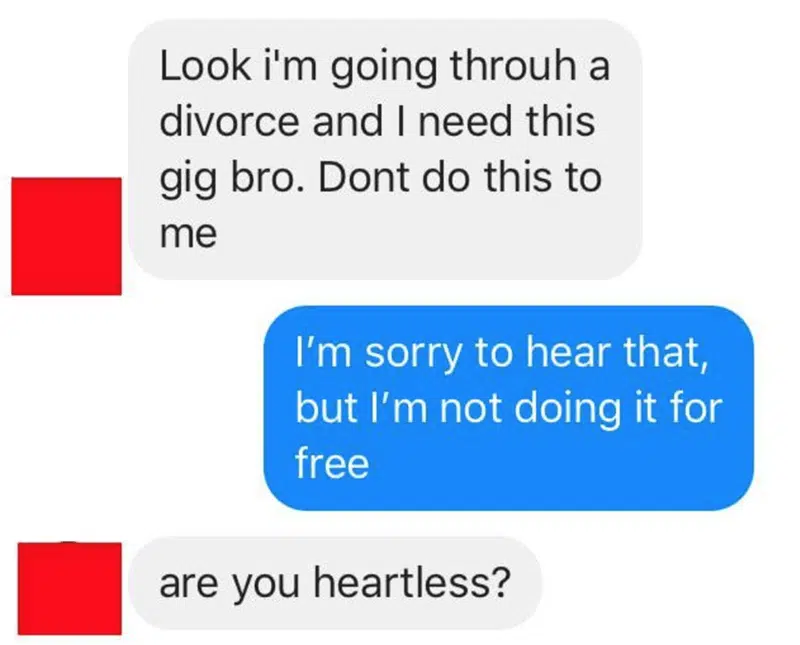 Look i'm going throuh a
divorce and I need this
gig bro. Dont do this to
me
I’m sorry to hear that,
but I’m not doing it for
free
are you heartless?